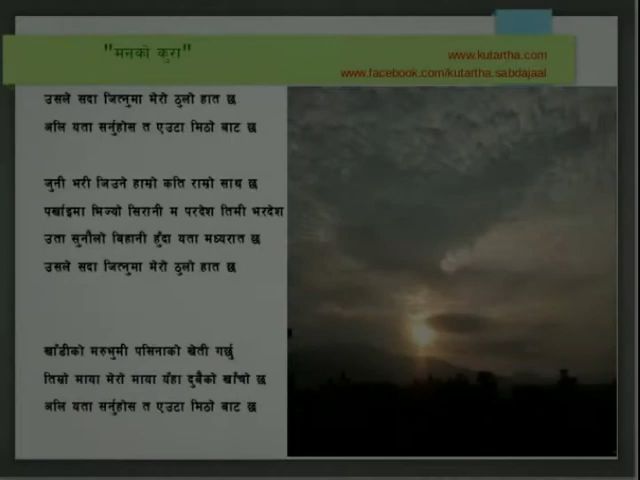 "मनको कुरा"
www.kutartha.com
www.facebook.com/kutartha.sabdajaal
उसले सदा जित्नुमा मेरो ठुलो हात छ
अलि यता सर्नुहोस त एउटा मिठो बाट छ
जुनी भरी जिउने हाम्रो कति राम्रो साथ छ
पर्खाइमा भिज्यो सिरानी म परदेश तिमी भरदेश
उता सुनौलो बिहानी हुँदा यता मध्यरात छ
उसले सदा जित्नुमा मेरो ठुलो हात छ
खाँडीको मरुभुमी पसिनाको खेती गर्छु
तिम्रो माया मेरो माया यँहा दुबैको खाँचो छ
अलि यता सर्नुहोस त एउटा मिठो बाट छ